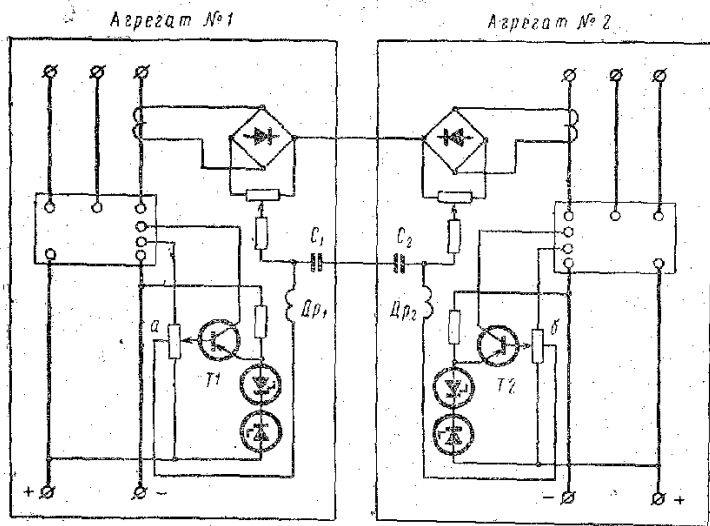 Агрегат №1
Агрегат №2
C₁
C₂
Др₁
Др₂
а
б
T1
T2
+
-
-
+